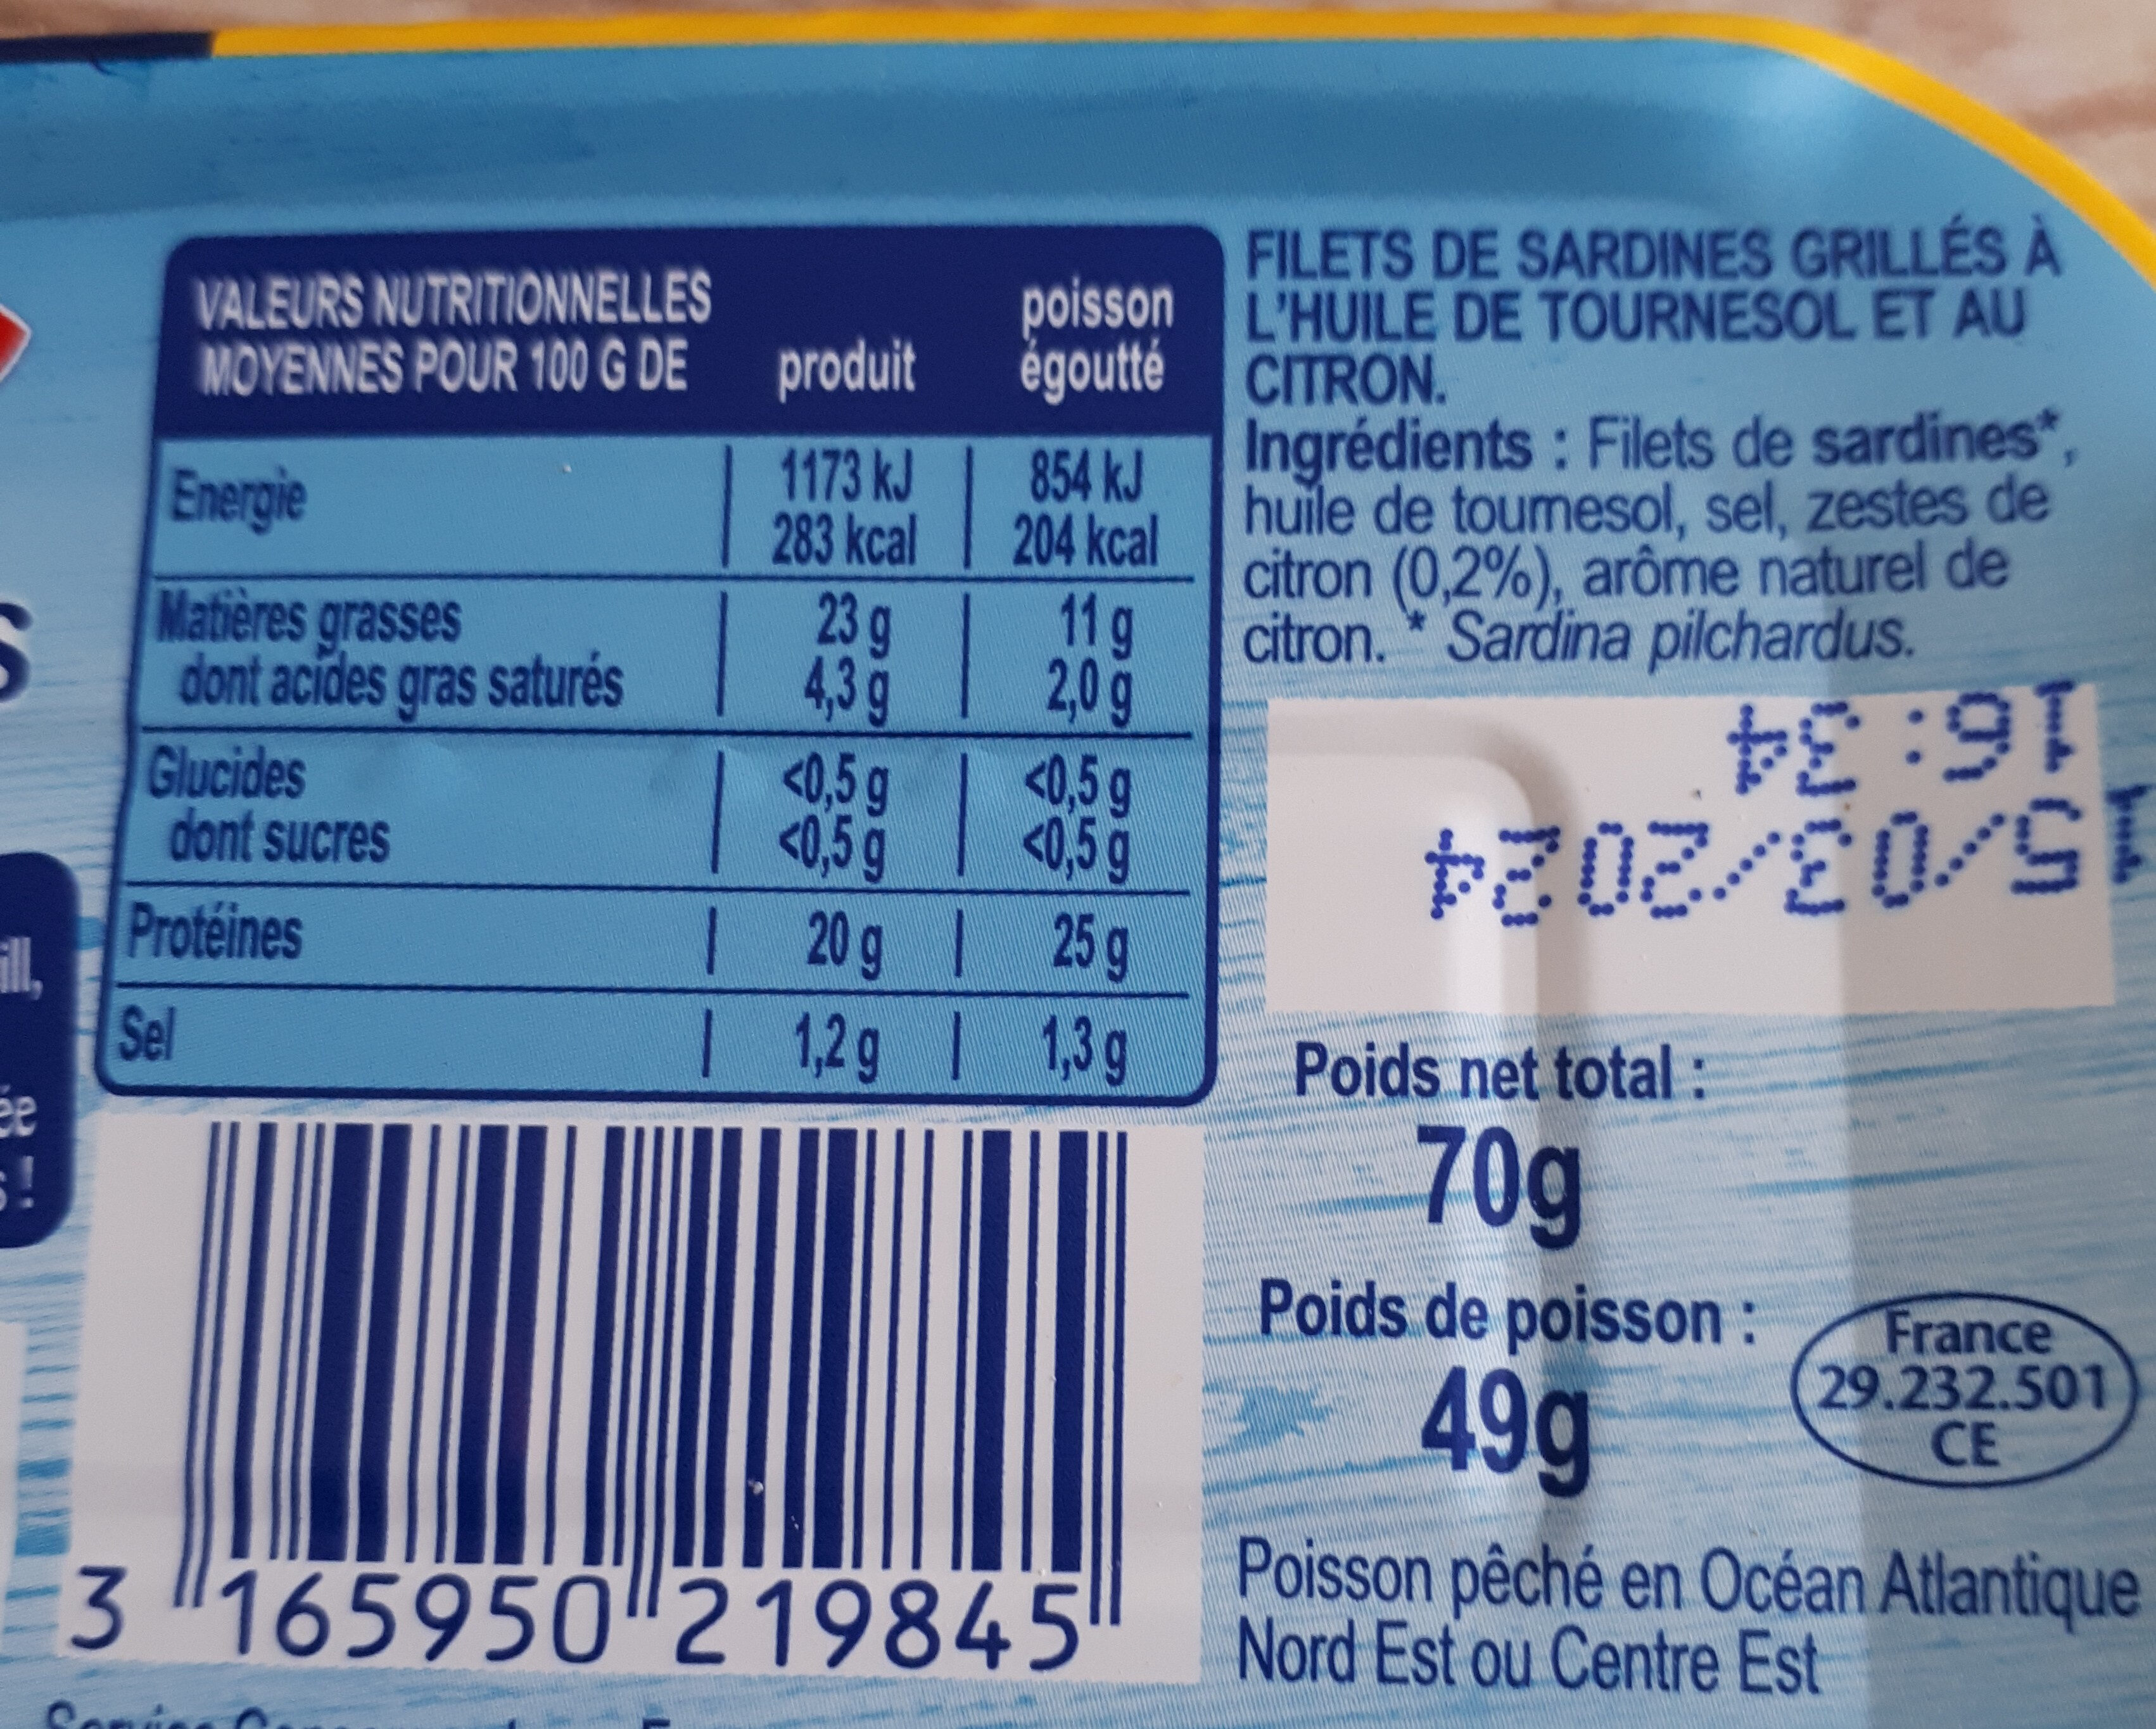 VALEURS NUTRITIONNELLES
MOYENNES POUR 100 G DE produit poisson égoutté
Energie 1173 kJ 854 kJ
283 kcal 204 kcal
Matières grasses 23 g 11 g
dont acides gras saturés 4,3 g 2,0 g
Glucides <0,5 g <0,5 g
dont sucres <0,5 g <0,5 g
Protéines 20 g 25 g
Sel 1,2 g 1,3 g
3 165950 219845
FILETS DE SARDINES GRILLÉS À
L'HUILE DE TOURNESOL ET AU
CITRON.
Ingrédients : Filets de sardines*,
huile de tournesol, sel, zestes de
citron (0,2%), arôme naturel de
citron. * Sardina pilchardus.
16:34
15/03/2024
Poids net total :
70g
Poids de poisson :
49g
France
29.232.501
CE
Poisson pêché en Océan Atlantique
Nord Est ou Centre Est